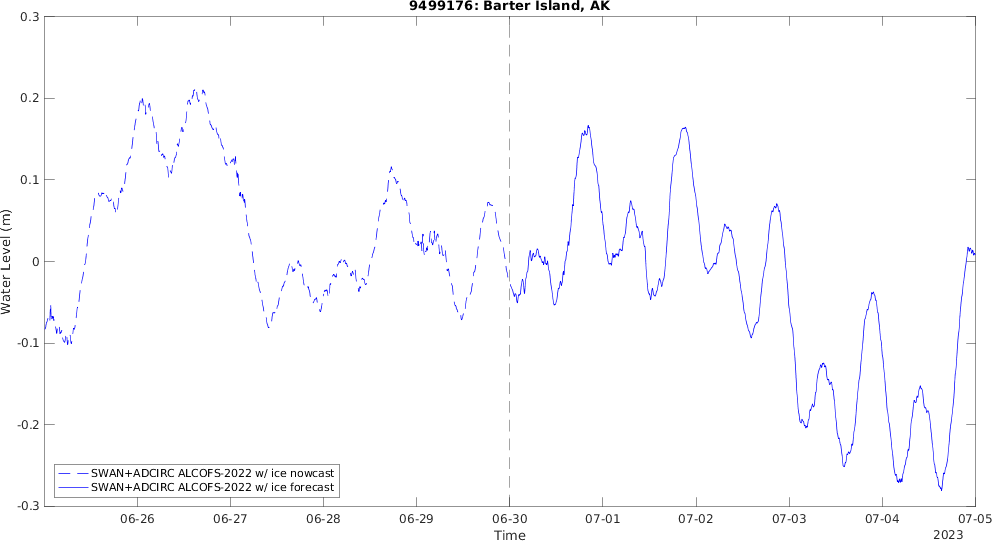 9499176: Barter Island, AK
0.3
0.2
0.1
0
-0.1
-0.2
-0.3
Water Level (m)
SWAN+ADCIRC ALCOFS-2022 w/ ice nowcast
SWAN+ADCIRC ALCOFS-2022 w/ ice forecast
06-26 06-27 06-28 06-29 06-30 07-01 07-02 07-03 07-04 07-05
Time
2023